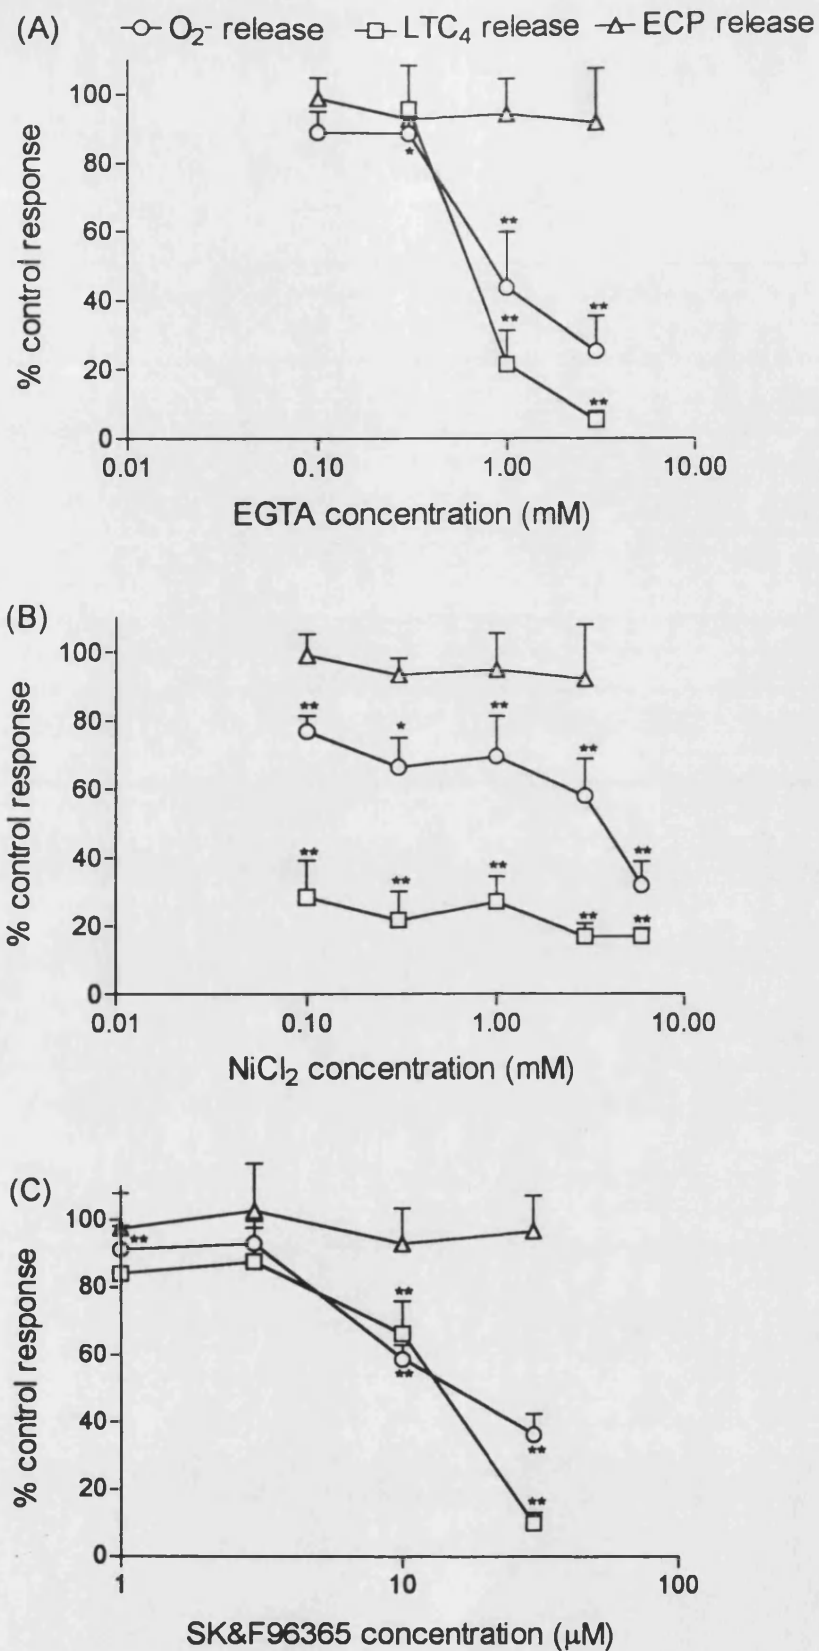 (A) O₂⁻ release LTC₄ release ECP release
% control response
100
80
60
40
20
0
* ** ** ** **
0.01 0.10 1.00 10.00
EGTA concentration (mM)
(B)
% control response
100
80
60
40
20
0
** * ** ** **
** ** ** ** **
0.01 0.10 1.00 10.00
NiCl₂ concentration (mM)
(C)
% control response
100
80
60
40
20
0
** ** ** ** **
1 10 100
SK&F96365 concentration (µM)